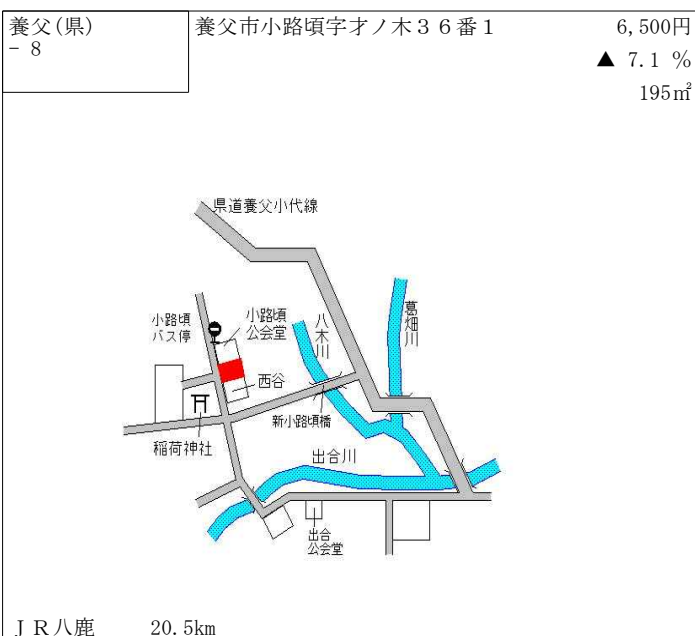 養父(県)
－８
養父市小路頃字才ノ木３６番１
6,500円
▲ 7.1 %
195㎡
県道養父小代線
小路頃
バス停
小路頃
公会堂
八木川
葛畑川
西谷
新小路頃橋
稲荷神社
出合川
出合
公会堂
ＪＲ八鹿 20.5km